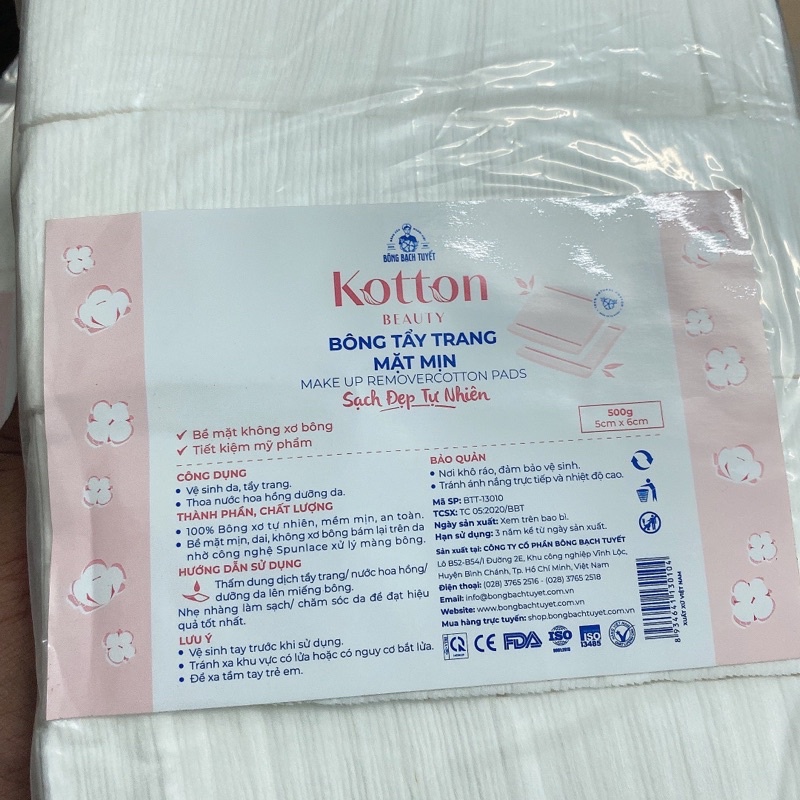 BÔNG BẠCH TUYẾT
Kotton
BEAUTY
BÔNG TẨY TRANG
MẶT MỊN
MAKE UP REMOVERCOTTON PADS
Sạch Đẹp Tự Nhiên
500g
5cm x 6cm
✓ Bề mặt không xơ bông
✓ Tiết kiệm mỹ phẩm
CÔNG DỤNG
• Vệ sinh da, tẩy trang.
• Thoa nước hoa hồng dưỡng da.
THÀNH PHẦN, CHẤT LƯỢNG
• 100% Bông xơ tự nhiên, mềm mịn, an toàn.
• Bề mặt mịn, dai, không xơ bông bám lại trên da
nhờ công nghệ Spunlace xử lý màng bông.
HƯỚNG DẪN SỬ DỤNG
Thấm dung dịch tẩy trang/ nước hoa hồng/
dưỡng da lên miếng bông.
Nhẹ nhàng làm sạch/ chăm sóc da để đạt hiệu
quả tốt nhất.
LƯU Ý
• Vệ sinh tay trước khi sử dụng.
• Tránh xa khu vực có lửa hoặc có nguy cơ bắt lửa.
• Để xa tầm tay trẻ em.
BẢO QUẢN
• Nơi khô ráo, đảm bảo vệ sinh.
• Tránh ánh nắng trực tiếp và nhiệt độ cao.
Mã SP: BTT-13010
TCSX: TC 05:2020/BBT
Ngày sản xuất: Xem trên bao bì.
Hạn sử dụng: 3 năm kể từ ngày sản xuất.
Sản xuất tại: CÔNG TY CỔ PHẦN BÔNG BẠCH TUYẾT
Lô B52-B54/I Đường 2E, Khu công nghiệp Vĩnh Lộc,
Huyện Bình Chánh, Tp. Hồ Chí Minh, Việt Nam
Điện thoại: (028) 3765 2516 - (028) 3765 2518
Email: info@bongbachtuyet.com.vn
Website: www.bongbachtuyet.com.vn
Mua hàng trực tuyến: shop.bongbachtuyet.com.vn
CE FDA ISO ISO
13485
8 934641 130104
XUẤT XỨ VIỆT NAM